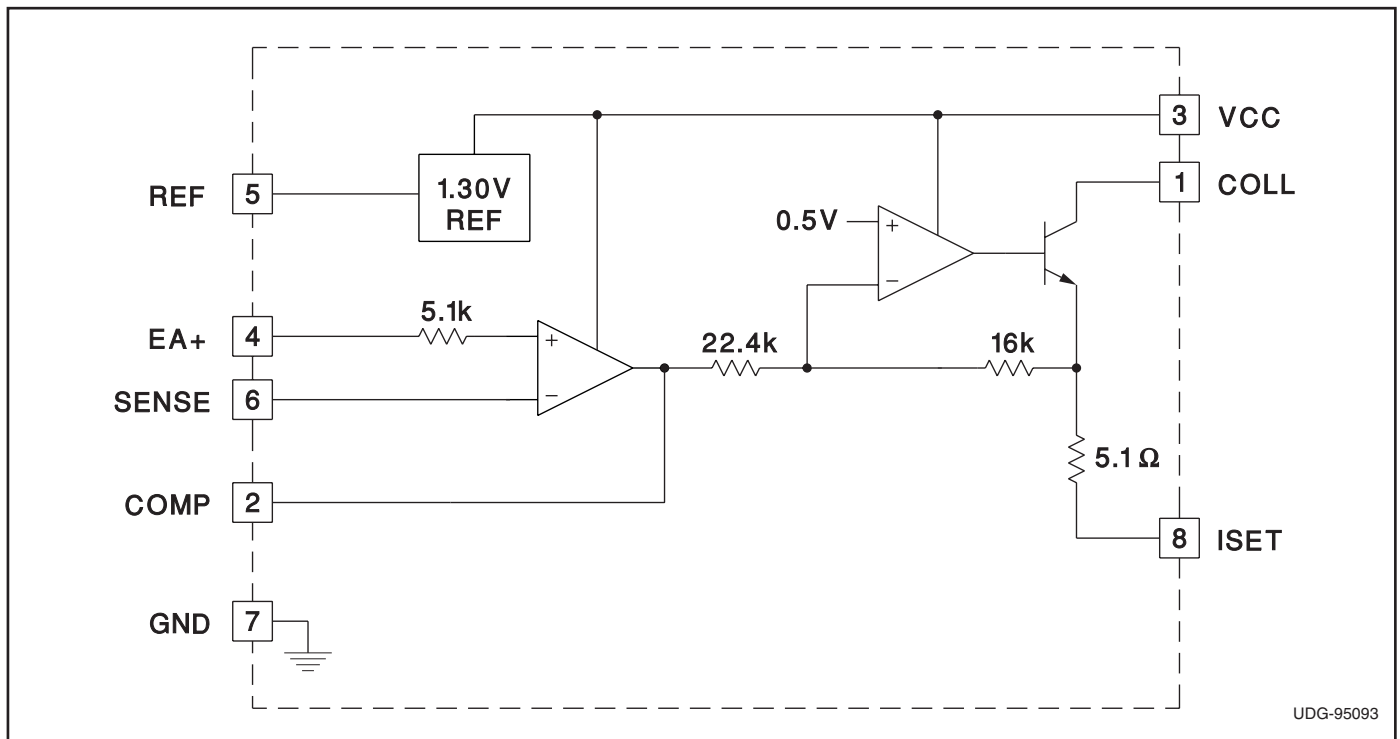 3 VCC
1 COLL
REF 5
1.30V
REF
0.5V
+
−
EA+ 4
5.1k
+
−
22.4k
16k
SENSE 6
5.1Ω
COMP 2
8 ISET
GND 7
UDG-95093